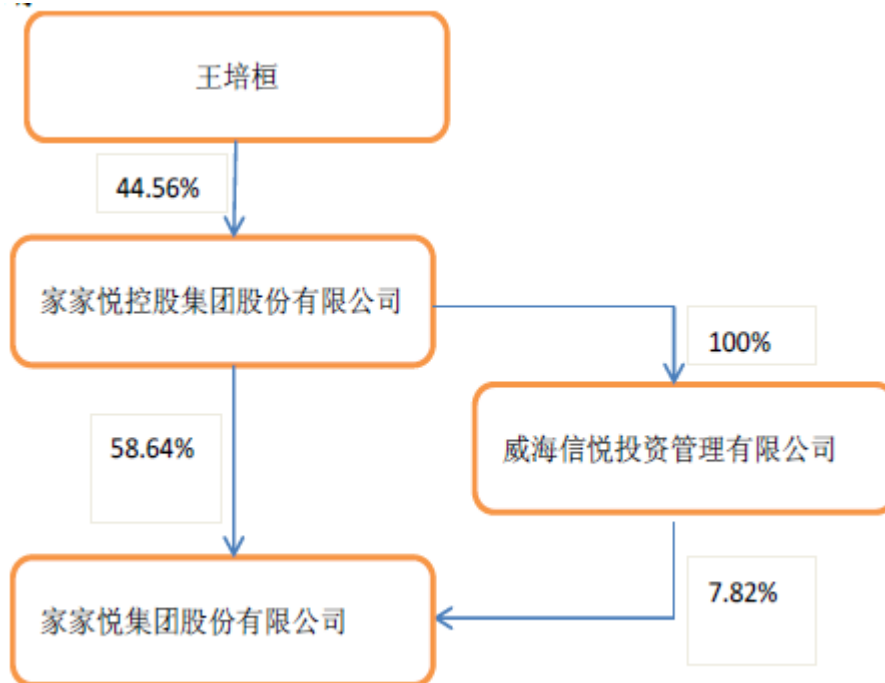 王培桓
44.56%
家家悦控股集团股份有限公司
100%
58.64%
威海信悦投资管理有限公司
7.82%
家家悦集团股份有限公司